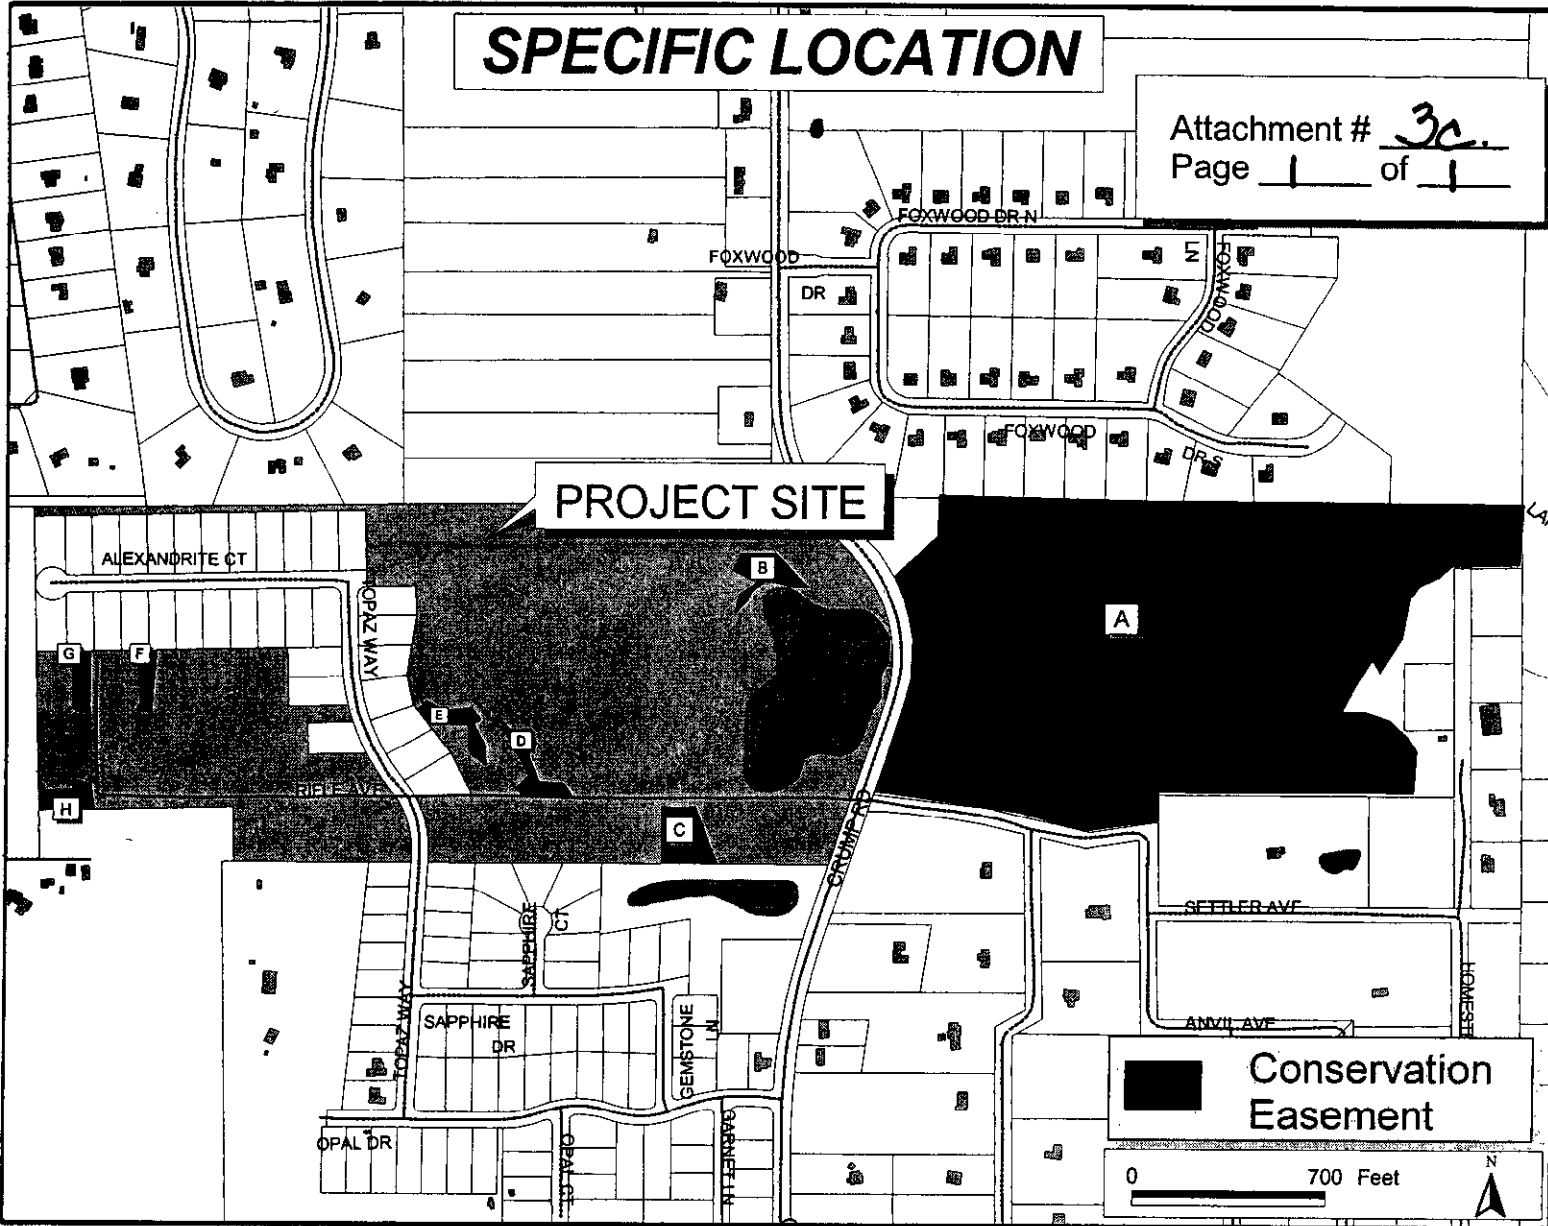 SPECIFIC LOCATION
Attachment # 3c.
Page 1 of 1
FOXWOOD DR N
FOXWOOD
DR
LN
FOXWOOD
FOXWOOD
DR S
PROJECT SITE
ALEXANDRITE CT
TOPAZ WAY
A
B
C
D
E
F
G
H
RIFLE AVE
CRUMP RD
SETTLER AVE
SAPPHIRE
CT
TOPAZ WAY
SAPPHIRE
DR
GEMSTONE
LN
ANVIL AVE
OPAL DR
OPAL CT
GARNET LN
Conservation
Easement
0 700 Feet
N